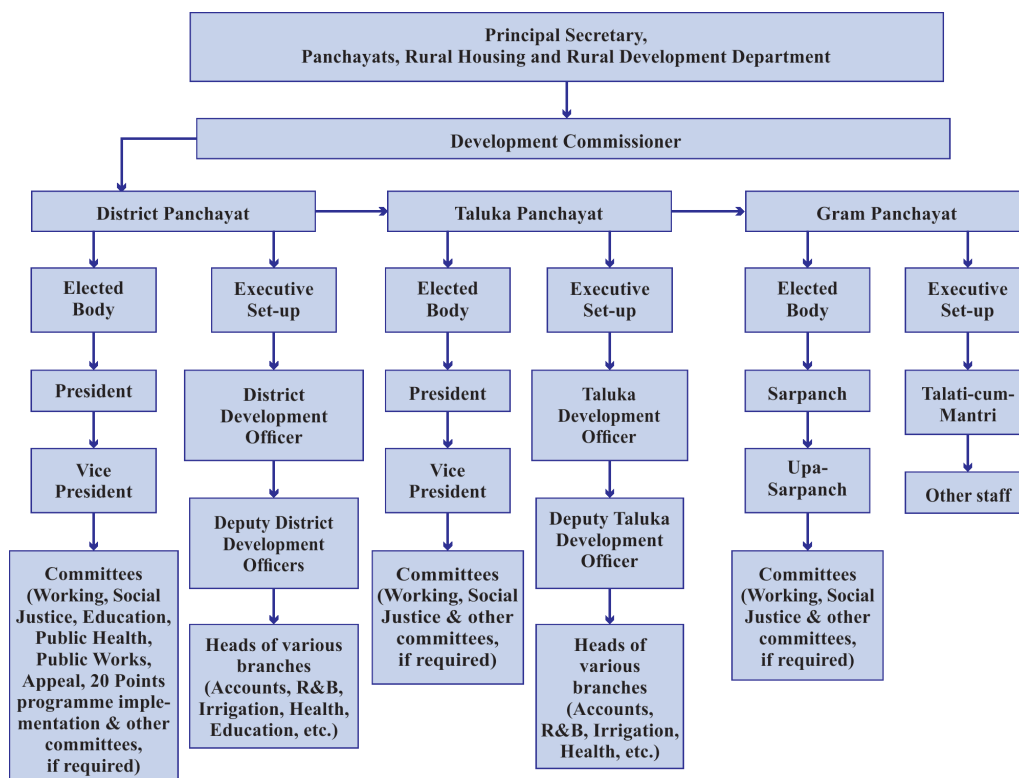 Principal Secretary,
Panchayats, Rural Housing and Rural Development Department
Development Commissioner
District Panchayat
Taluka Panchayat
Gram Panchayat
Elected
Body
Executive
Set-up
Elected
Body
Executive
Set-up
Elected
Body
Executive
Set-up
President
District
Development
Officer
President
Taluka
Development
Officer
Sarpanch
Talati-cum-
Mantri
Vice
President
Deputy District
Development
Officers
Vice
President
Deputy Taluka
Development
Officer
Upa-
Sarpanch
Other staff
Committees
(Working, Social
Justice, Education,
Public Health,
Public Works,
Appeal, 20 Points
programme imple-
mentation & other
committees,
if required)
Heads of various
branches
(Accounts, R&B,
Irrigation, Health,
Education, etc.)
Committees
(Working, Social
Justice & other
committees,
if required)
Heads of
various
branches
(Accounts,
R&B, Irrigation,
Health, etc.)
Committees
(Working, Social
Justice & other
committees,
if required)